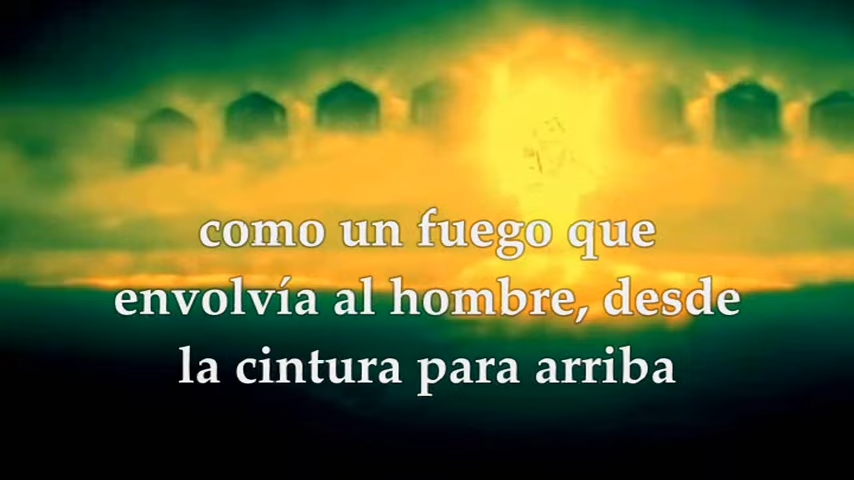 como un fuego que
envolvía al hombre, desde
la cintura para arriba